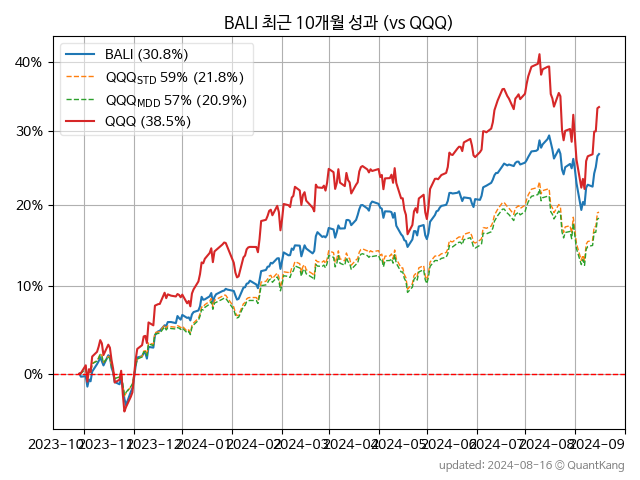 BALI 최근 10개월 성과 (vs QQQ)
BALI (30.8%)
QQQSTD 59% (21.8%)
QQQMDD 57% (20.9%)
QQQ (38.5%)
40%
30%
20%
10%
0%
2023-10 2023-11 2023-12 2024-01 2024-02 2024-03 2024-04 2024-05 2024-06 2024-07 2024-08 2024-09
updated: 2024-08-16 © QuantKang